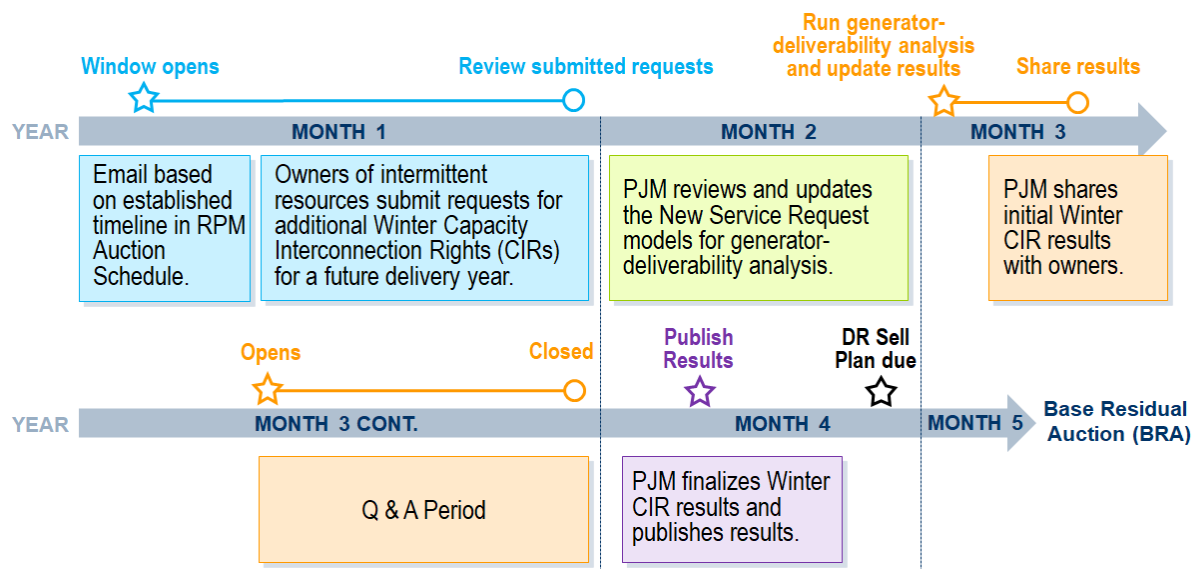 Window opens
Review submitted requests
Run generator-
deliverability analysis
and update results
Share results
YEAR
MONTH 1
MONTH 2
MONTH 3
Email based
on established
timeline in RPM
Auction
Schedule.
Owners of intermittent
resources submit requests for
additional Winter Capacity
Interconnection Rights (CIRs)
for a future delivery year.
PJM reviews and updates
the New Service Request
models for generator-
deliverability analysis.
PJM shares
initial Winter
CIR results
with owners.
Opens
Closed
Publish
Results
DR Sell
Plan due
YEAR
MONTH 3 CONT.
MONTH 4
MONTH 5
Base Residual
Auction (BRA)
Q & A Period
PJM finalizes Winter
CIR results and
publishes results.